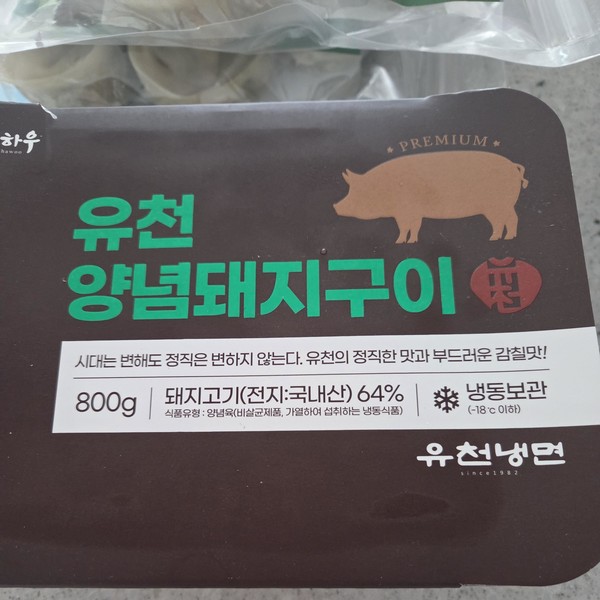 하우
PREMIUM
유천
양념돼지구이
유천
시대는 변해도 정직은 변하지 않는다. 유천의 정직한 맛과 부드러운 감칠맛!
800g
돼지고기(전지:국내산) 64%
식품유형 : 양념육(비살균제품, 가열하여 섭취하는 냉동식품)
냉동보관
(-18℃ 이하)
유천냉면
since1982